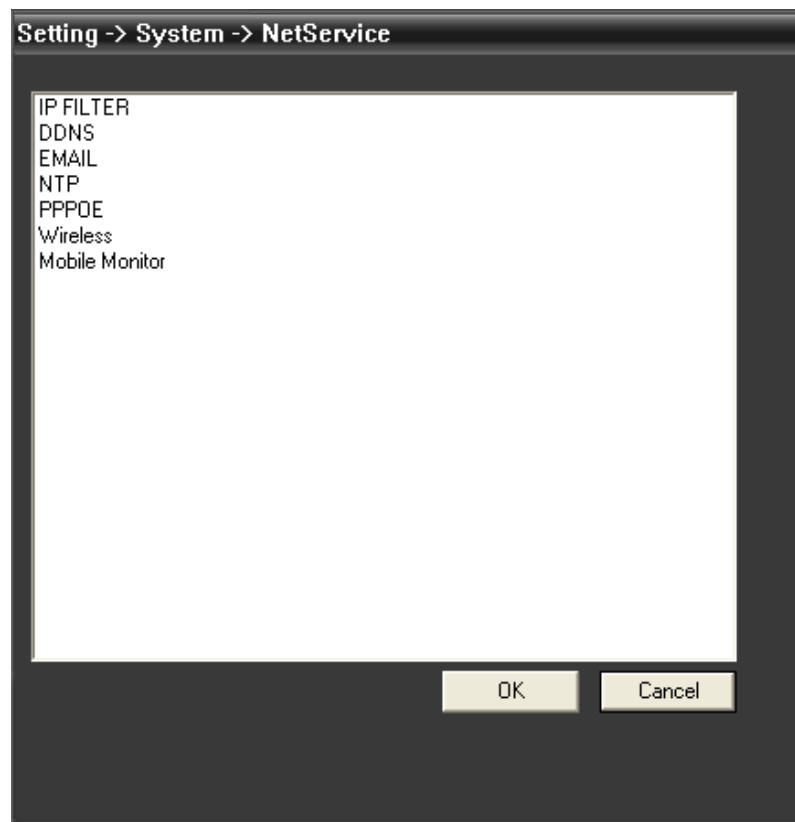 Setting -> System -> NetService
IP FILTER
DDNS
EMAIL
NTP
PPPOE
Wireless
Mobile Monitor
OK
Cancel